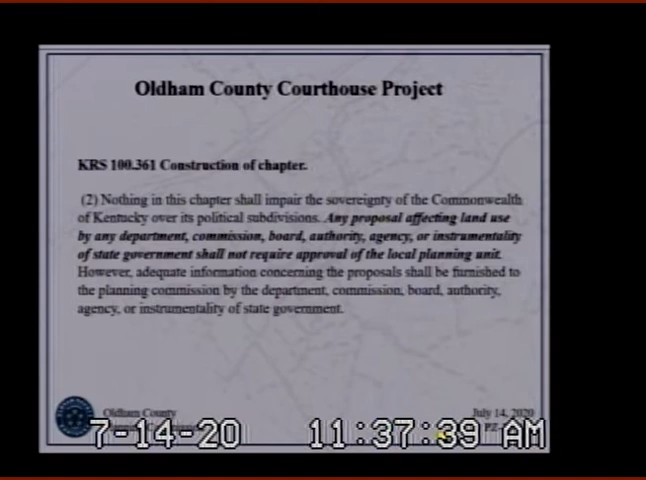 Oldham County Courthouse Project
KRS 100.361 Construction of chapter.
(2) Nothing in this chapter shall impair the sovereignty of the Commonwealth
of Kentucky over its political subdivisions. Any proposal affecting land use
by any department, commission, board, authority, agency, or instrumentality
of state government shall not require approval of the local planning unit.
However, adequate information concerning the proposals shall be furnished to
the planning commission by the department, commission, board, authority,
agency, or instrumentality of state government.
Oldham County
July 14, 2020
PZ-
7-14-20 11:37:39 AM